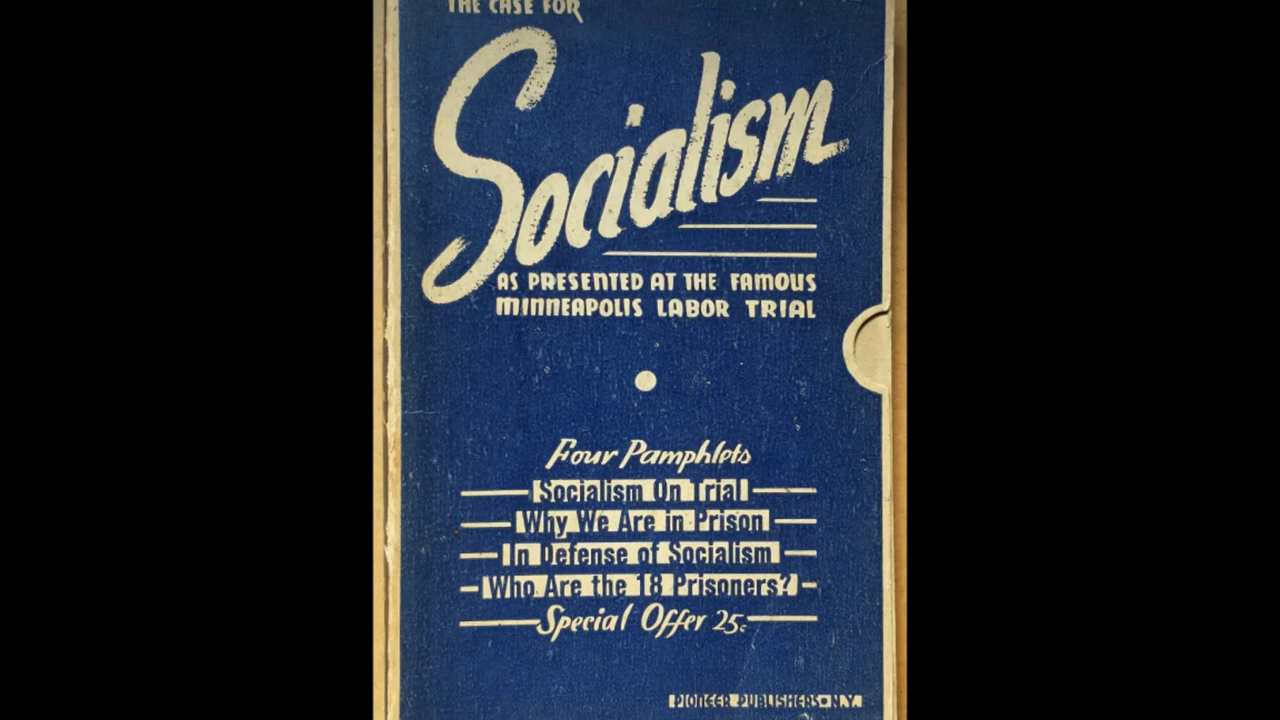 THE CASE FOR
Socialism
AS PRESENTED AT THE FAMOUS
MINNEAPOLIS LABOR TRIAL
Four Pamphlets
Socialism On Trial
Why We Are in Prison
In Defense of Socialism
Who Are the 18 Prisoners?
Special Offer 25c
PIONEER PUBLISHERS • N.Y.